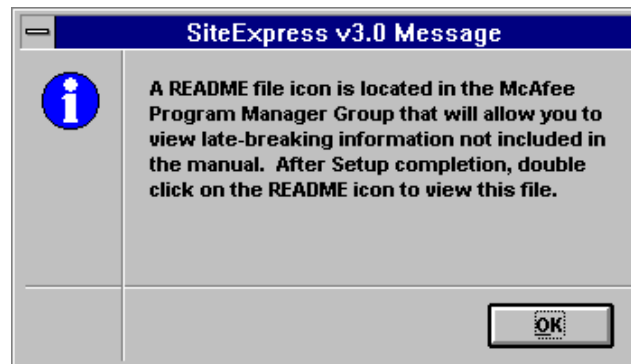 SiteExpress v3.0 Message
A README file icon is located in the McAfee
Program Manager Group that will allow you to
view late-breaking information not included in
the manual.  After Setup completion, double
click on the README icon to view this file.
OK